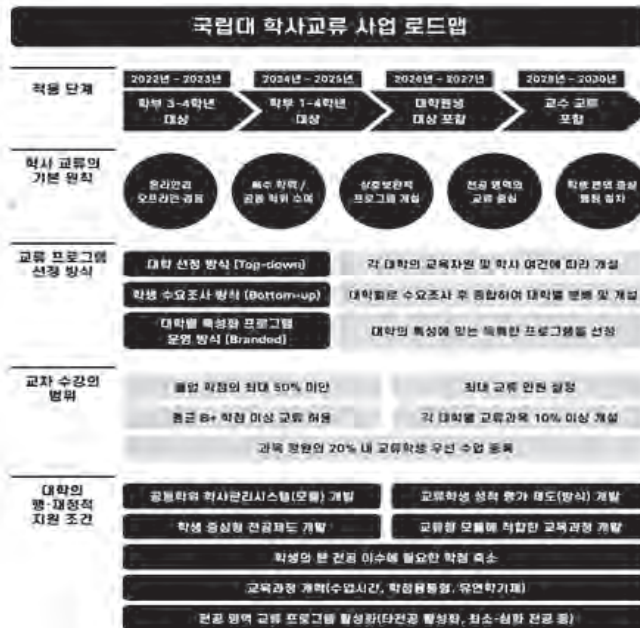 국립대 학사교류 사업 로드맵
적용 단계
2022년 - 2023년
2024년 - 2025년
2026년 - 2027년
2028년 - 2030년
학부 3-4학년
대상
학부 1-4학년
대상
대학원생
대상 포함
교수 교류
포함
학사 교류의
기본 원칙
온라인과
오프라인 겸용
복수 학위 /
공동 학위 수여
상호보완적
프로그램 개설
전공 영역의
교류 중심
학생 편의 중심
행정 절차
교류 프로그램
선정 방식
대학 선정 방식 (Top-down)
각 대학의 교육자원 및 학사 여건에 따라 개설
학생 수요조사 방식 (Bottom-up)
대학별로 수요조사 후 종합하여 대학별 분배 및 개설
대학별 특성화 프로그램
운영 방식 (Branded)
대학의 특성에 맞는 독특한 프로그램을 선정
교차 수강의
범위
졸업 학점의 최대 50% 미만
최대 교류 인원 설정
평균 B+ 학점 이상 교류 허용
각 대학별 교류과목 10% 이상 개설
과목 정원의 20% 내 교류학생 우선 수업 등록
대학의
행·재정적
지원 조건
공동학위 학사관리시스템(모듈) 개발
교류학생 성적 평가 제도(방식) 개발
학생 중심형 전공제도 개발
교류형 모듈에 적합한 교육과정 개발
학생의 본 전공 이수에 필요한 학점 축소
교육과정 개혁(수업시간, 학점융통형, 유연학기제)
전공 영역 교류 프로그램 활성화(타전공 활성화, 최소-심화 전공 등)